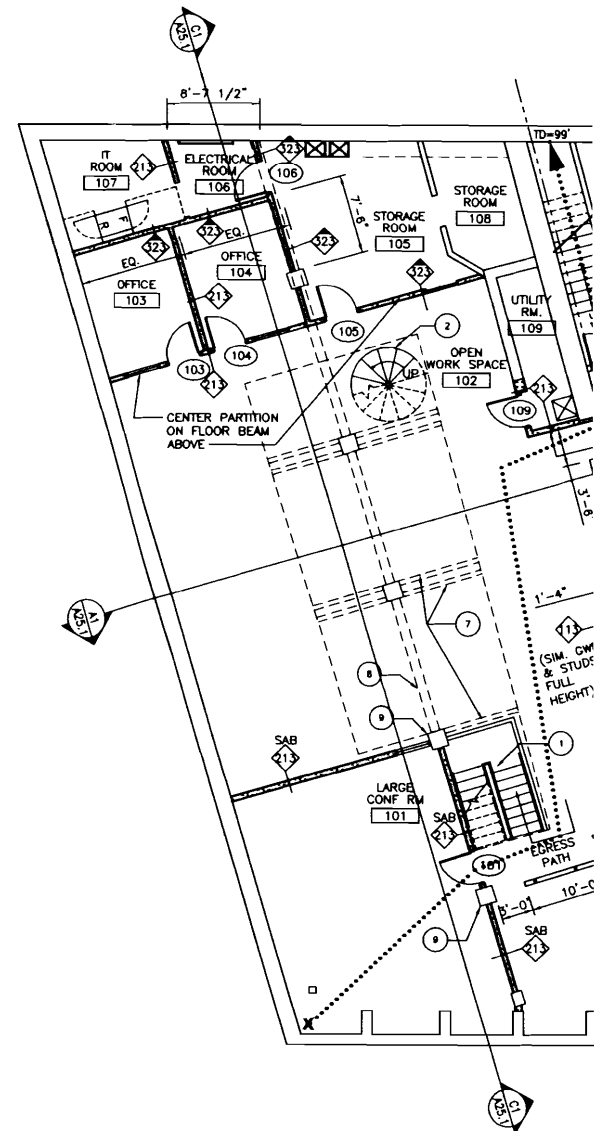 C1
A25.1
8'-7 1/2"
TD=99'
IT
ROOM
107
213
ELECTRICAL
ROOM
106
323
106
7'-6"
STORAGE
ROOM
105
STORAGE
ROOM
108
R
F
323
323
323
323
EQ.
EQ.
OFFICE
103
OFFICE
104
213
UTILITY
RM.
109
105
2
103
104
213
UP
OPEN
WORK SPACE
102
213
109
CENTER PARTITION
ON FLOOR BEAM
ABOVE
3'-6
A1
A25.1
1'-4"
7
113
(SIM. GW
& STUDS
FULL
HEIGHT)
8
9
SAB
213
1
LARGE
CONF RM
101
SAB
213
EGRESS
PATH
10'-0
-0"
9
SAB
213
X
C1
A25.1